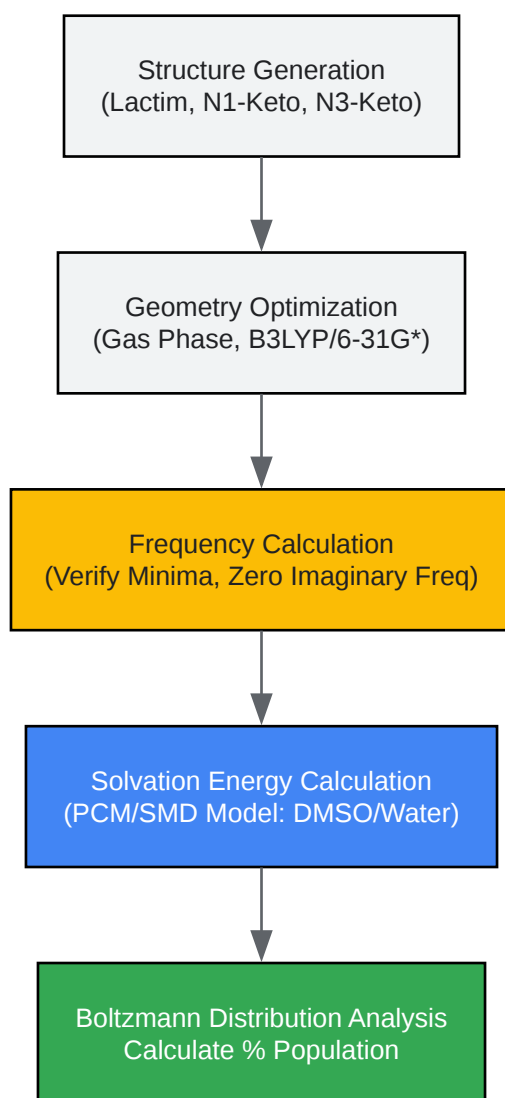 Structure Generation
(Lactim, N1-Keto, N3-Keto)
Geometry Optimization
(Gas Phase, B3LYP/6-31G*)
Frequency Calculation
(Verify Minima, Zero Imaginary Freq)
Solvation Energy Calculation
(PCM/SMD Model: DMSO/Water)
Boltzmann Distribution Analysis
Calculate % Population